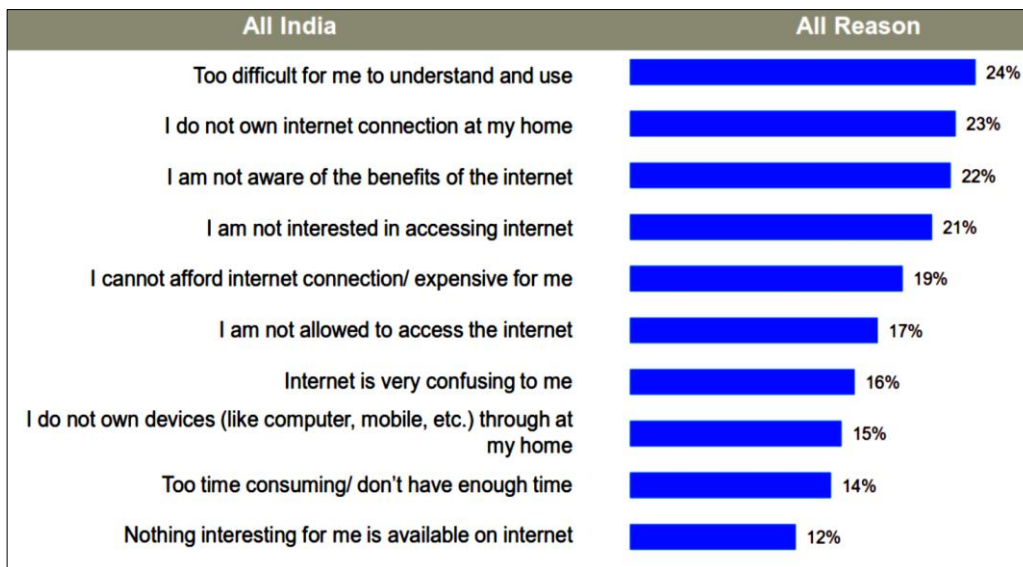 All India All Reason
Too difficult for me to understand and use 24%
I do not own internet connection at my home 23%
I am not aware of the benefits of the internet 22%
I am not interested in accessing internet 21%
I cannot afford internet connection/ expensive for me 19%
I am not allowed to access the internet 17%
Internet is very confusing to me 16%
I do not own devices (like computer, mobile, etc.) through at
my home 15%
Too time consuming/ don't have enough time 14%
Nothing interesting for me is available on internet 12%